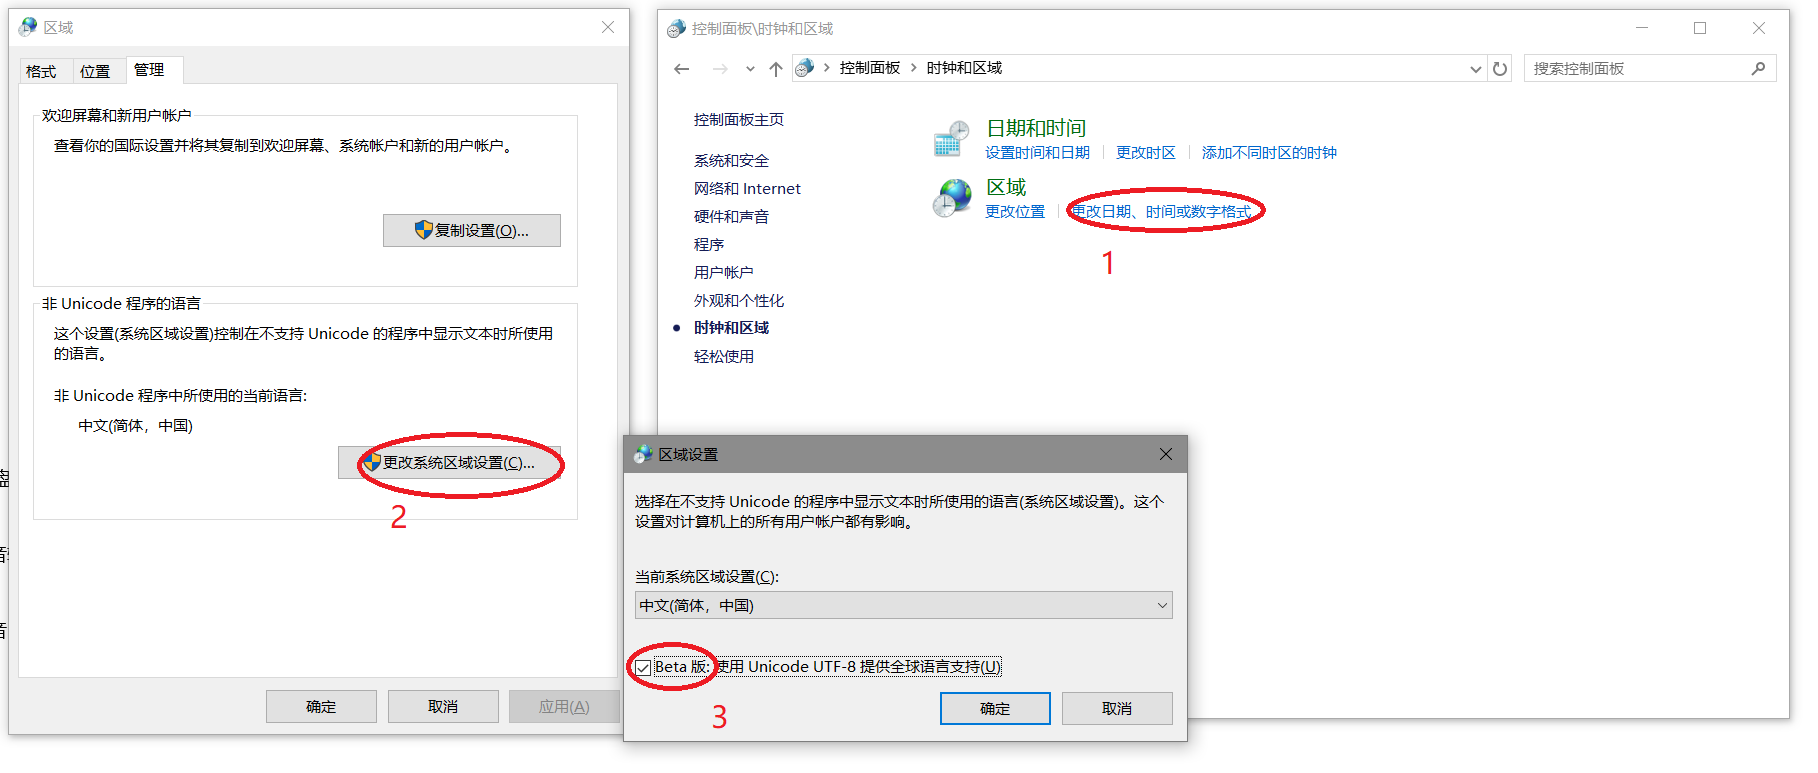 区域
格式 位置 管理
欢迎屏幕和新用户帐户
查看你的国际设置并将其复制到欢迎屏幕、系统帐户和新的用户帐户。
复制设置(O)...
非 Unicode 程序的语言
这个设置(系统区域设置)控制在不支持 Unicode 的程序中显示文本时所使用
的语言。
非 Unicode 程序中所使用的当前语言:
中文(简体，中国)
更改系统区域设置(C)...
2
确定 取消 应用(A)
控制面板\时钟和区域
控制面板 时钟和区域
搜索控制面板
控制面板主页
系统和安全
网络和 Internet
硬件和声音
程序
用户帐户
外观和个性化
时钟和区域
轻松使用
日期和时间
设置时间和日期 更改时区 添加不同时区的时钟
区域
更改位置 更改日期、时间或数字格式
1
区域设置
选择在不支持 Unicode 的程序中显示文本时所使用的语言(系统区域设置)。这个
设置对计算机上的所有用户帐户都有影响。
当前系统区域设置(C):
中文(简体，中国)
Beta 版: 使用 Unicode UTF-8 提供全球语言支持(U)
3
确定 取消